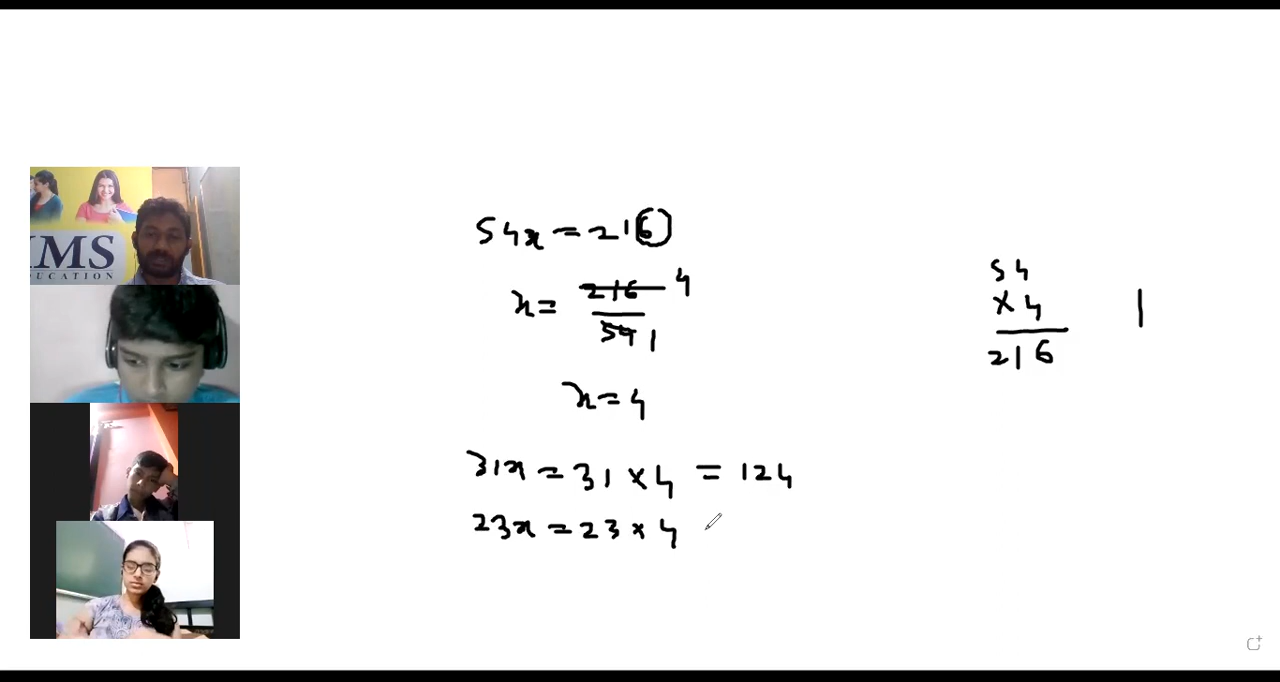 IMS
EDUCATION
54x = 216
x = 216 4
54 1
x = 4
31x = 31 × 4 = 124
23x = 23 × 4
54
× 4
216
1